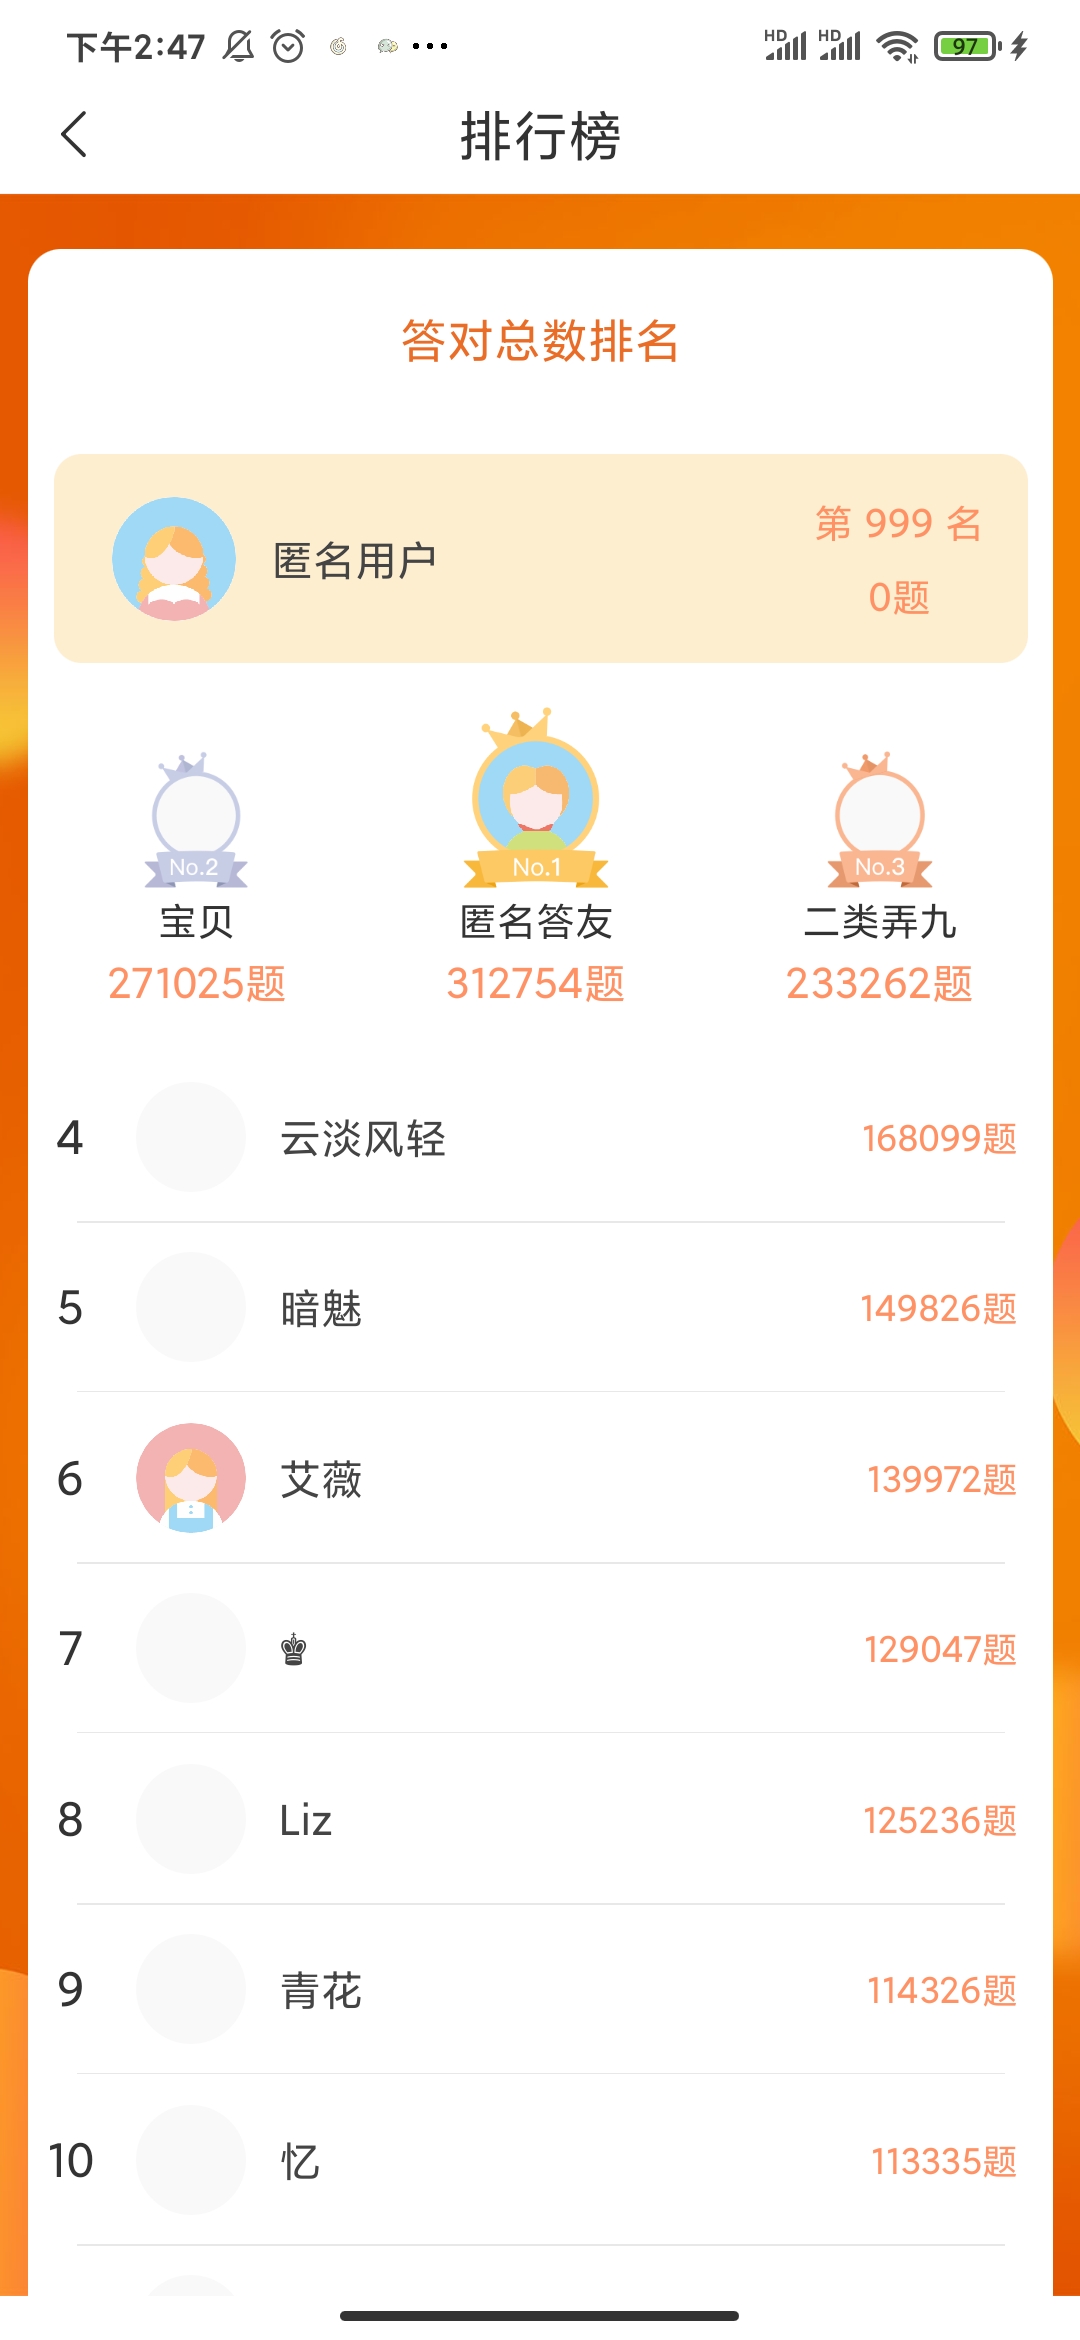 下午2:47 HD HD 97
排行榜
答对总数排名
匿名用户
第 999 名
0题
No.2 No.1 No.3
宝贝 匿名答友 二类弄九
271025题 312754题 233262题
4 云淡风轻 168099题
5 暗魅 149826题
6 艾薇 139972题
7 ♚ 129047题
8 Liz 125236题
9 青花 114326题
10 忆 113335题